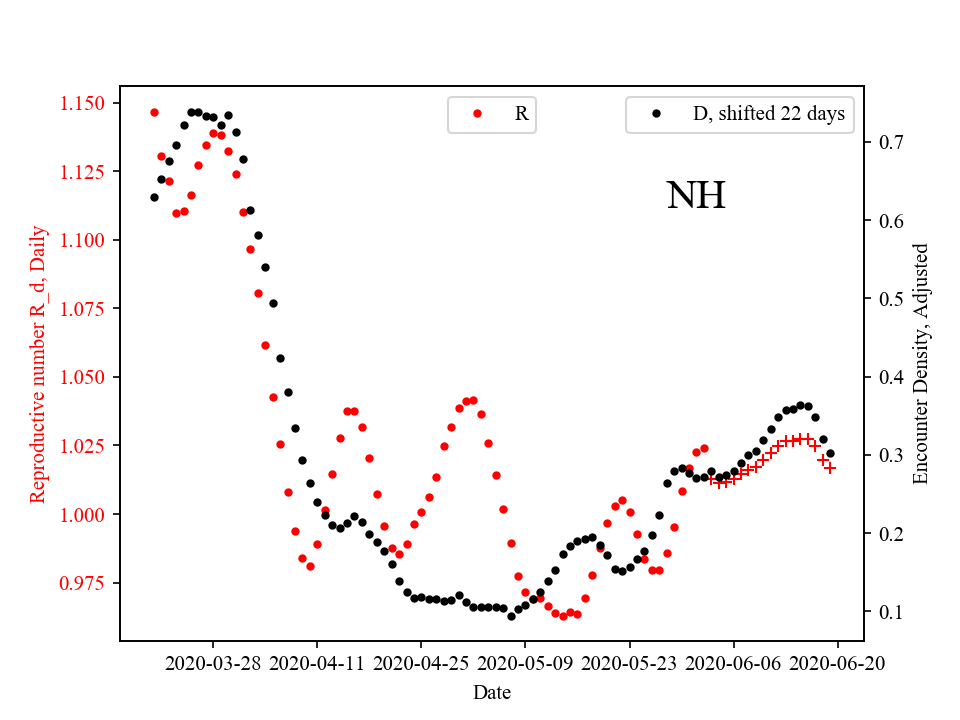 R
D, shifted 22 days
NH
Reproductive number R_d, Daily
1.150
1.125
1.100
1.075
1.050
1.025
1.000
0.975
Encounter Density, Adjusted
0.7
0.6
0.5
0.4
0.3
0.2
0.1
2020-03-28 2020-04-11 2020-04-25 2020-05-09 2020-05-23 2020-06-06 2020-06-20
Date